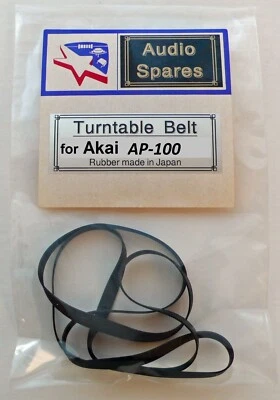 Audio
Spares
Turntable Belt
for Akai AP-100
Rubber made in Japan